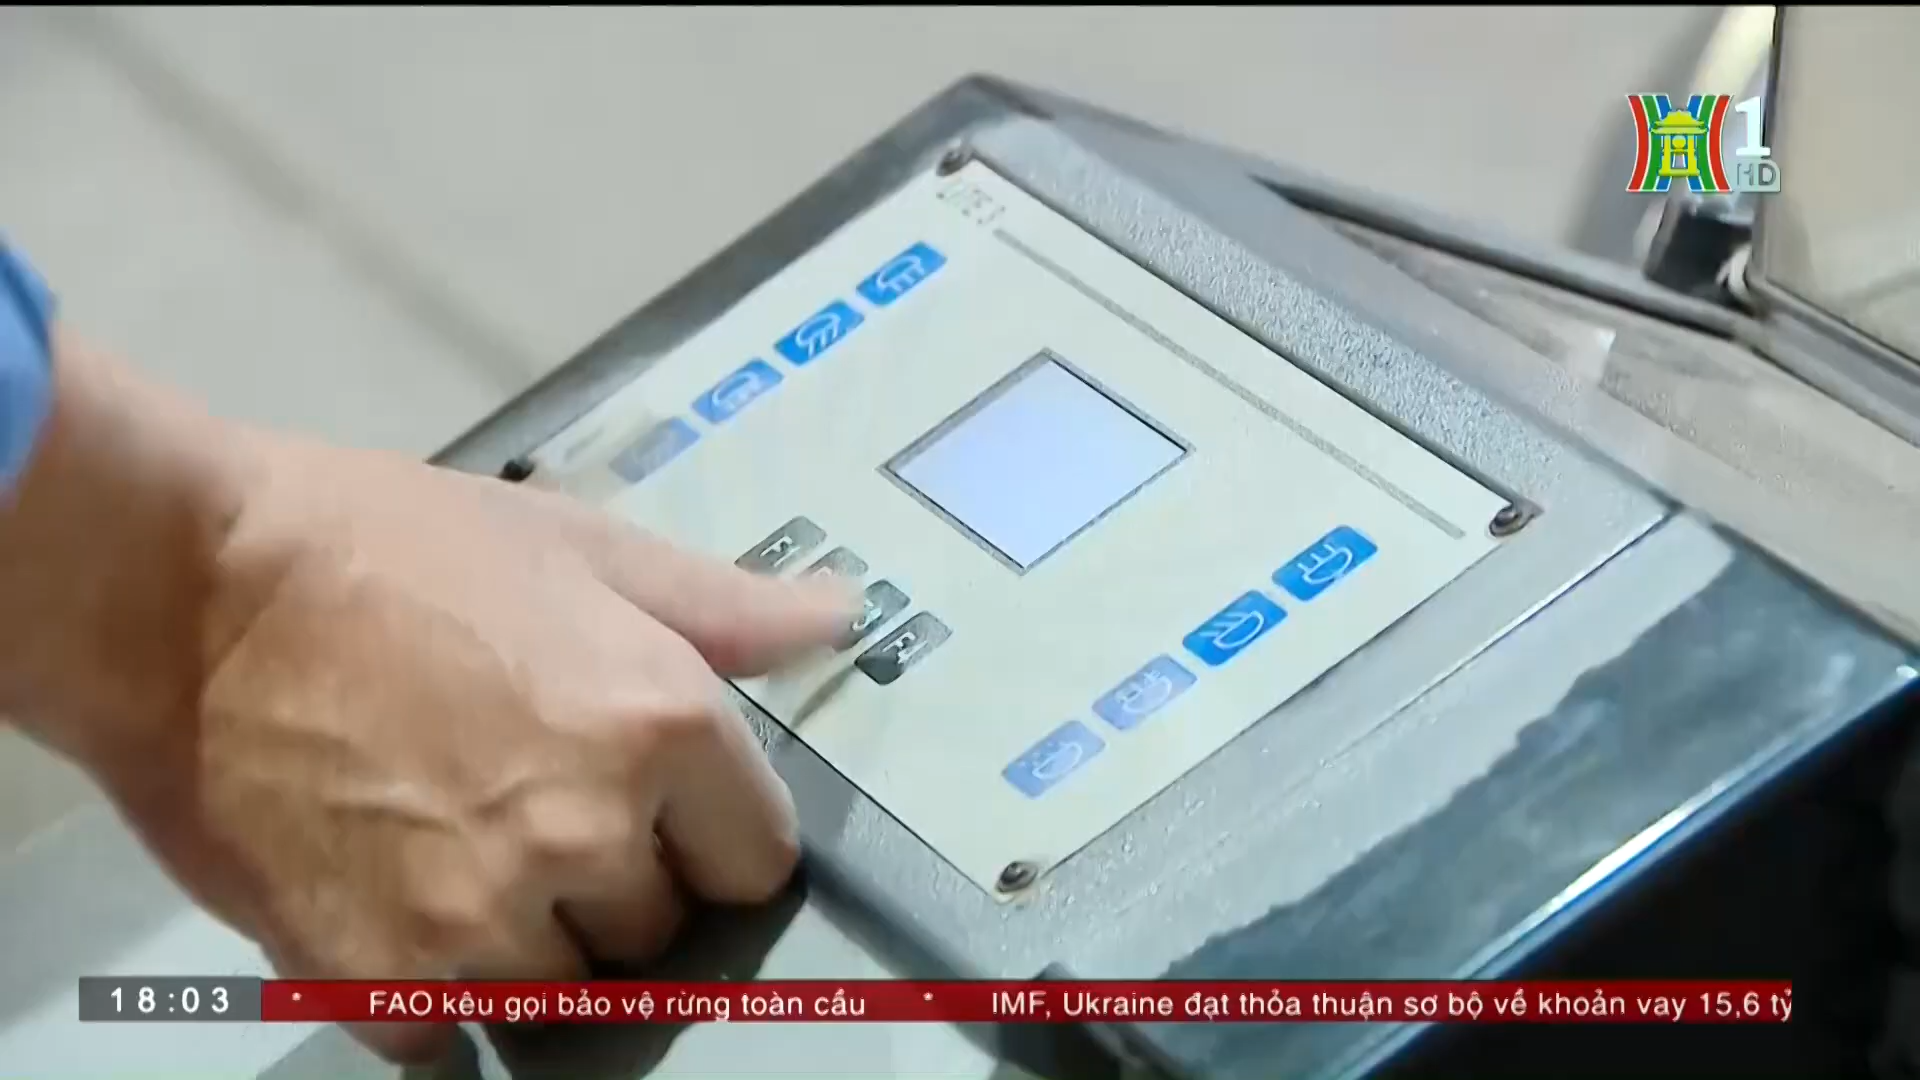 1
HD
F1
F4
18:03 * FAO kêu gọi bảo vệ rừng toàn cầu * IMF, Ukraine đạt thỏa thuận sơ bộ về khoản vay 15,6 tỷ